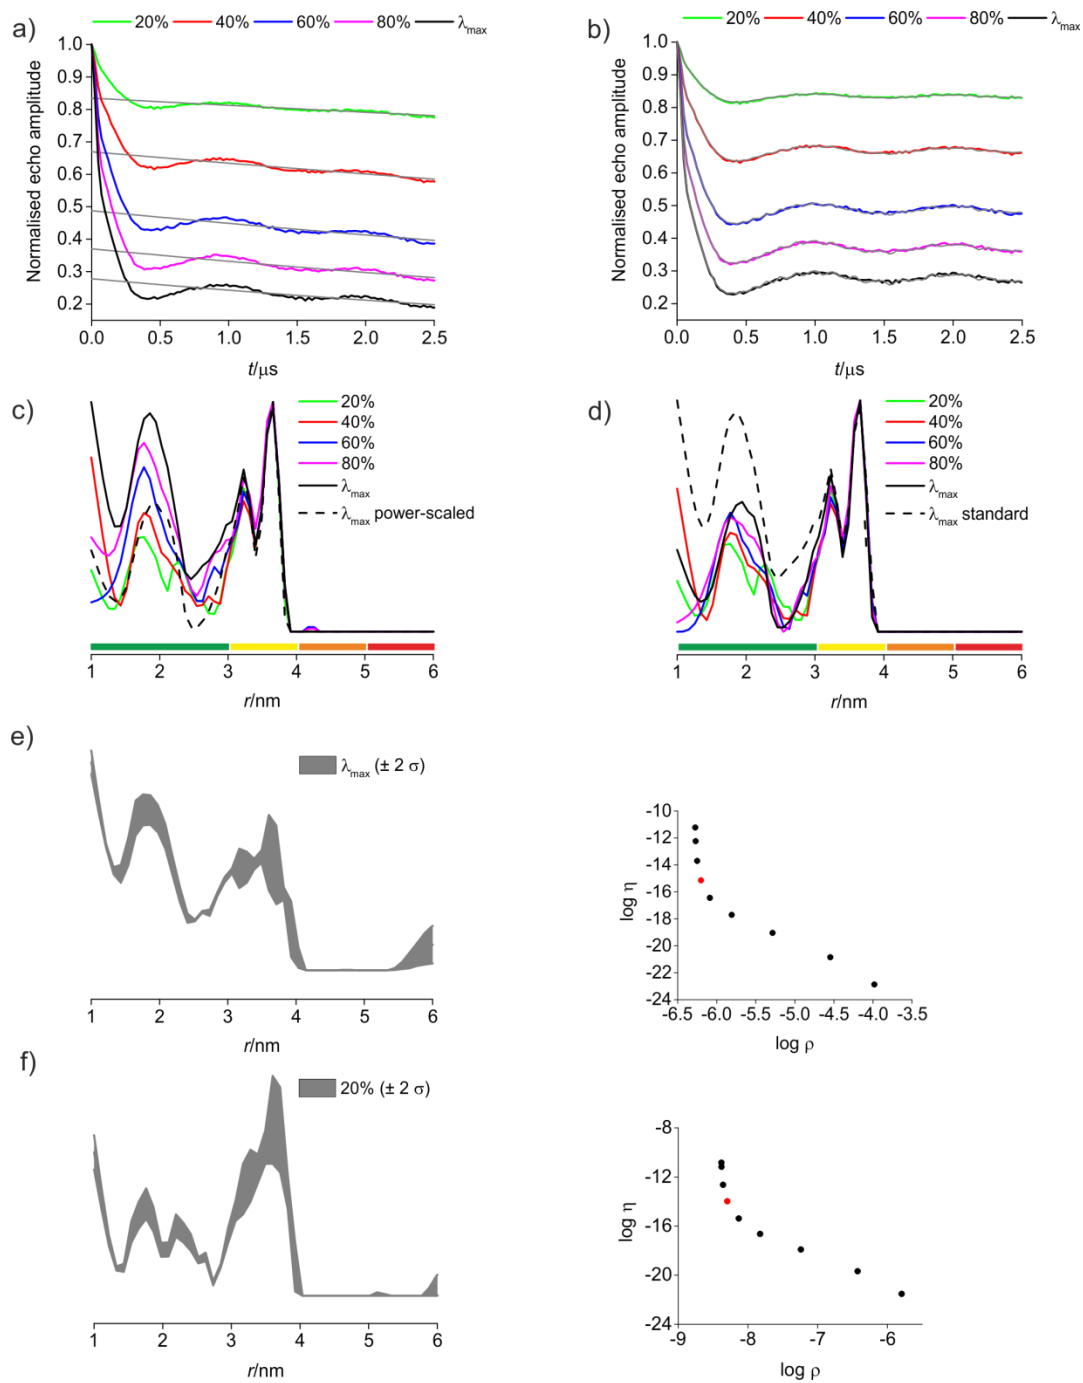 a)
20% 40% 60% 80% λmax
Normalised echo amplitude
1.0
0.9
0.8
0.7
0.6
0.5
0.4
0.3
0.2
0.0 0.5 1.0 1.5 2.0 2.5
t/µs
b)
20% 40% 60% 80% λmax
Normalised echo amplitude
1.0
0.9
0.8
0.7
0.6
0.5
0.4
0.3
0.2
0.0 0.5 1.0 1.5 2.0 2.5
t/µs
c)
20%
40%
60%
80%
λmax
λmax power-scaled
1 2 3 4 5 6
r/nm
d)
20%
40%
60%
80%
λmax
λmax standard
1 2 3 4 5 6
r/nm
e)
λmax (± 2 σ)
1 2 3 4 5 6
r/nm
log η
-10
-12
-14
-16
-18
-20
-22
-24
-6.5 -6.0 -5.5 -5.0 -4.5 -4.0 -3.5
log ρ
f)
20% (± 2 σ)
1 2 3 4 5 6
r/nm
log η
-8
-12
-16
-20
-24
-9 -8 -7 -6
log ρ